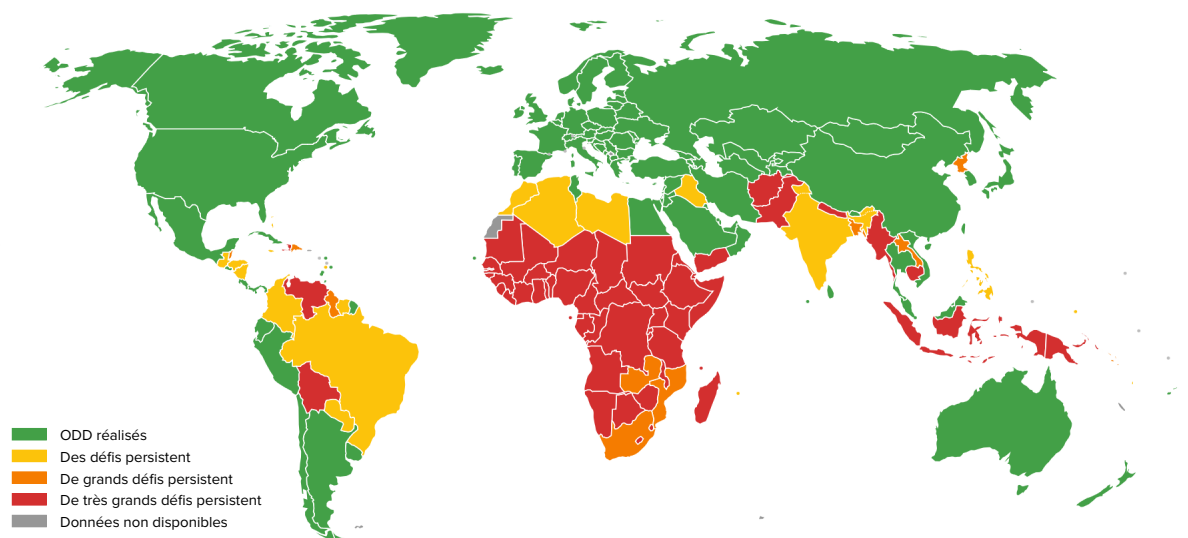 ODD réalisés
Des défis persistent
De grands défis persistent
De très grands défis persistent
Données non disponibles